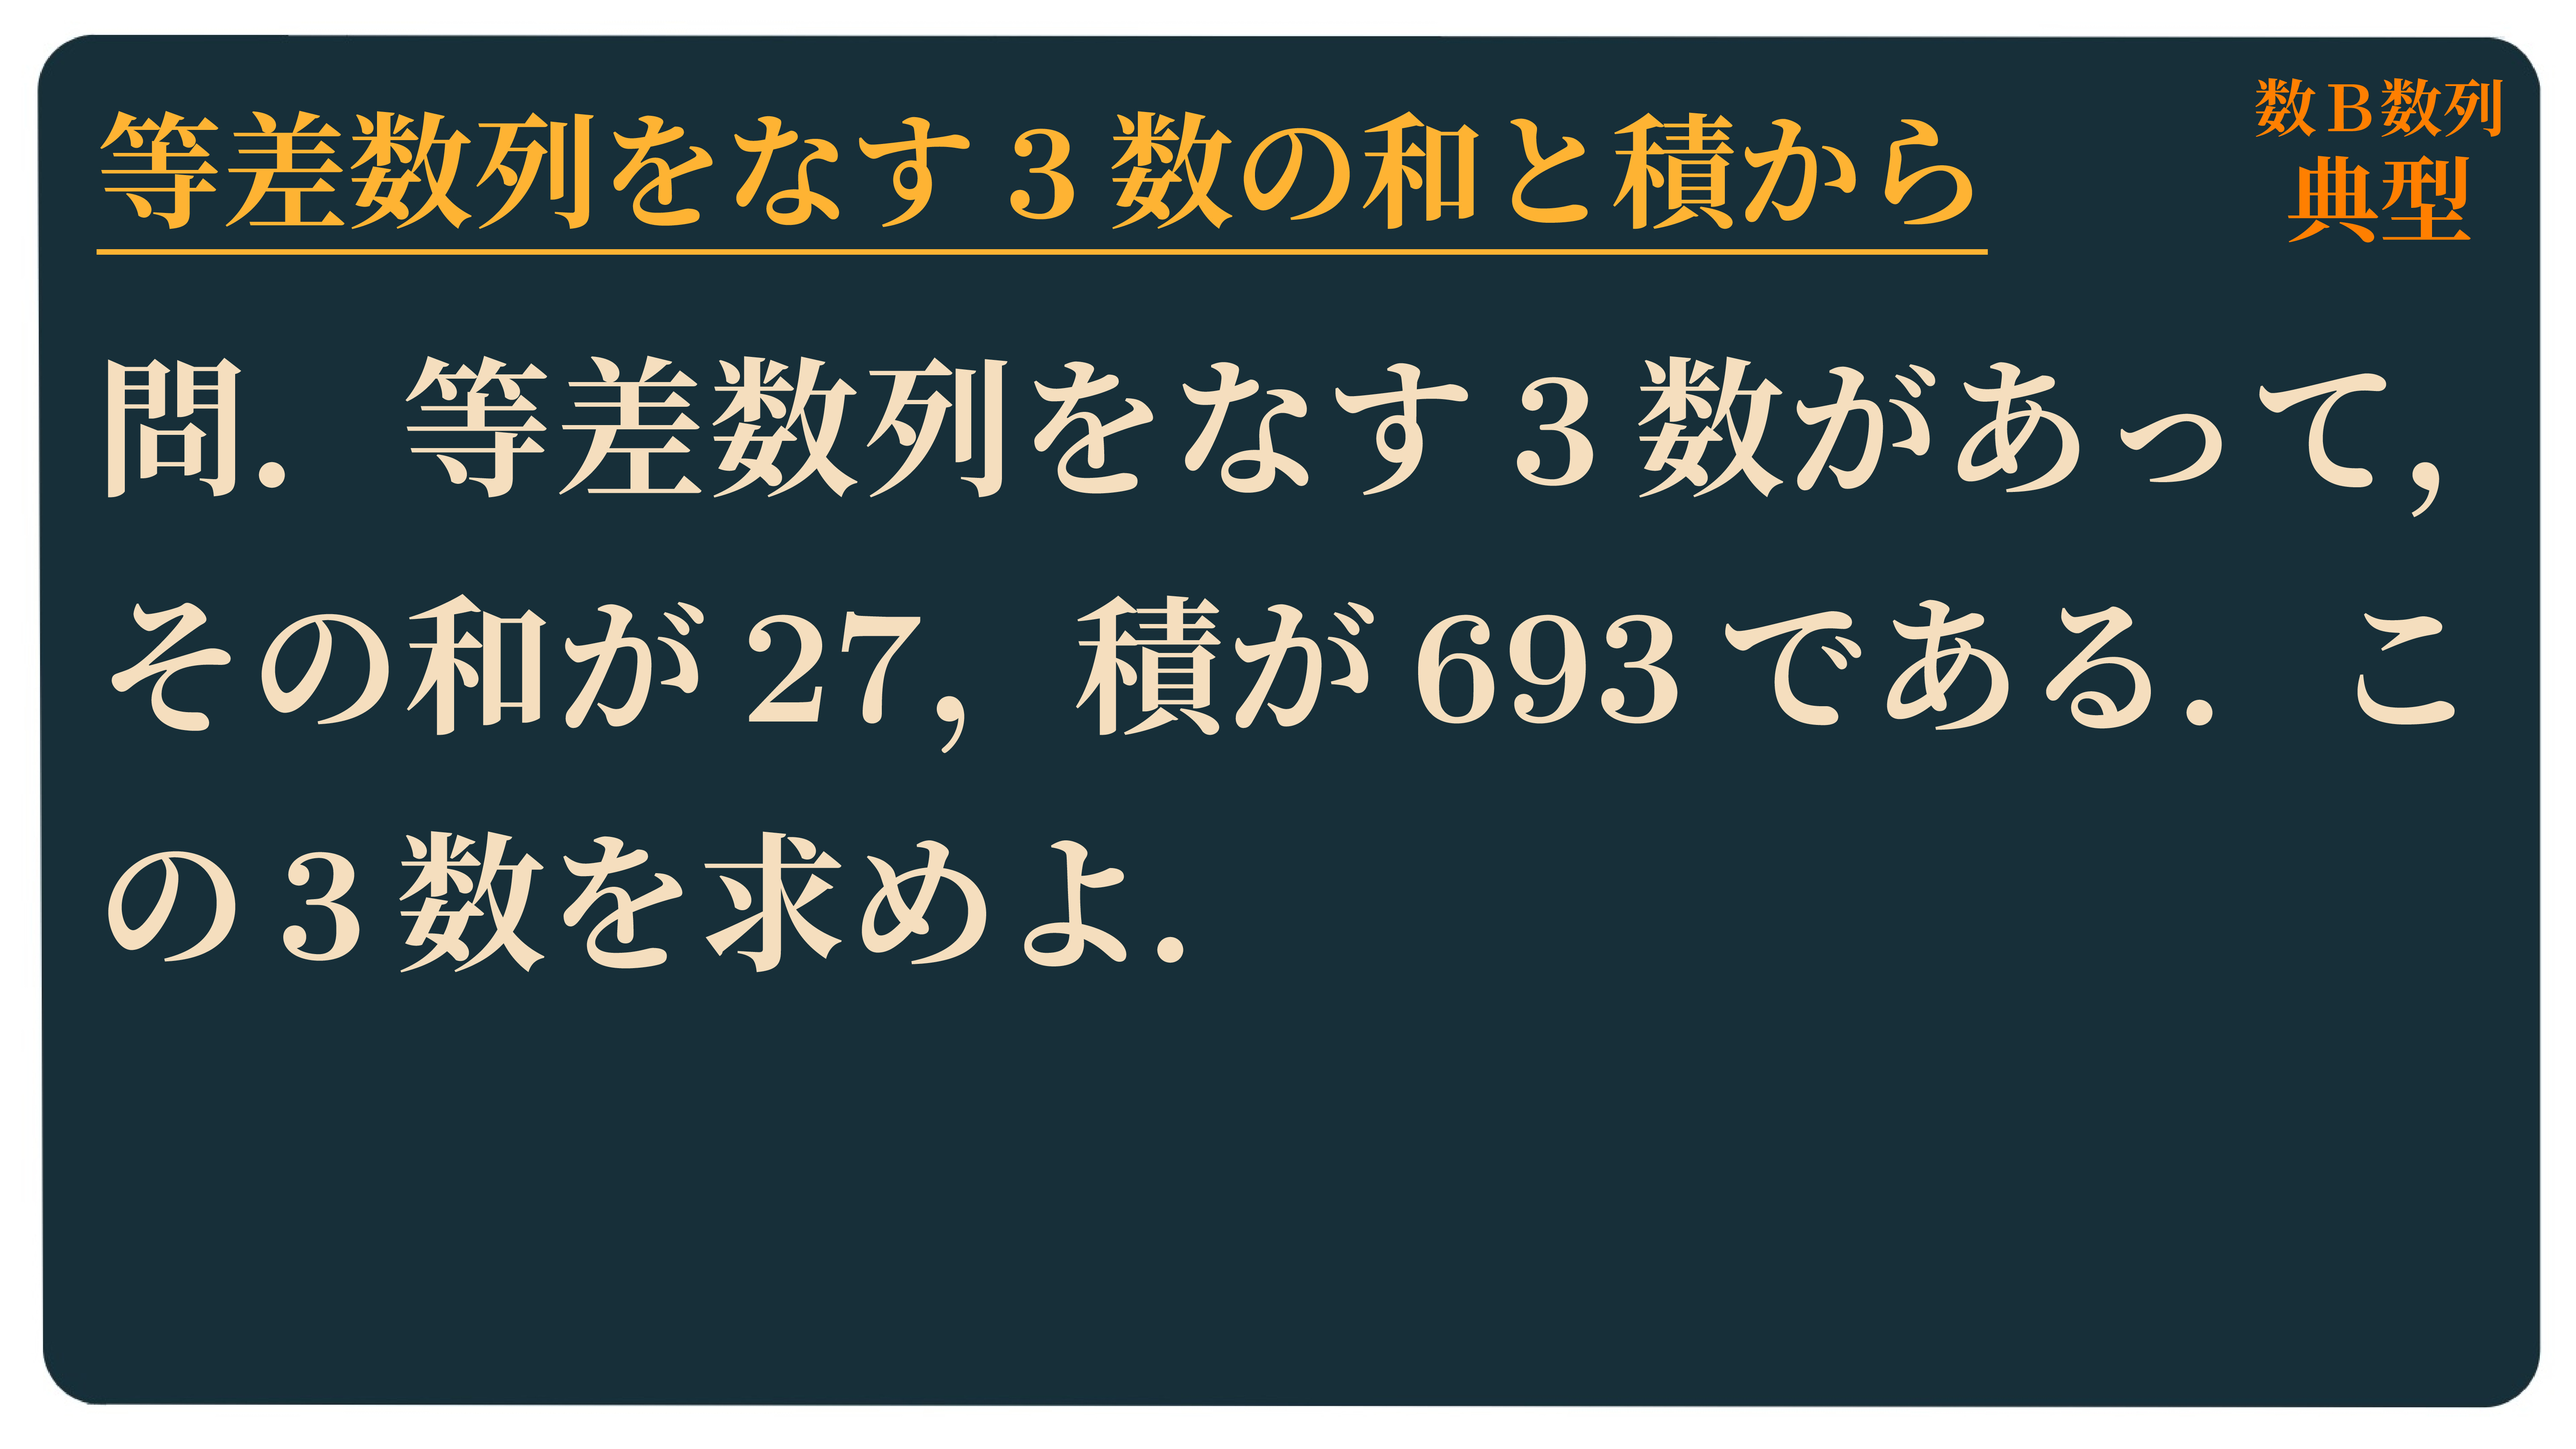 等差数列をなす 3 数の和と積から
数 B 数列
典型
問．等差数列をなす 3 数があって，
その和が 27，積が 693 である．こ
の 3 数を求めよ．